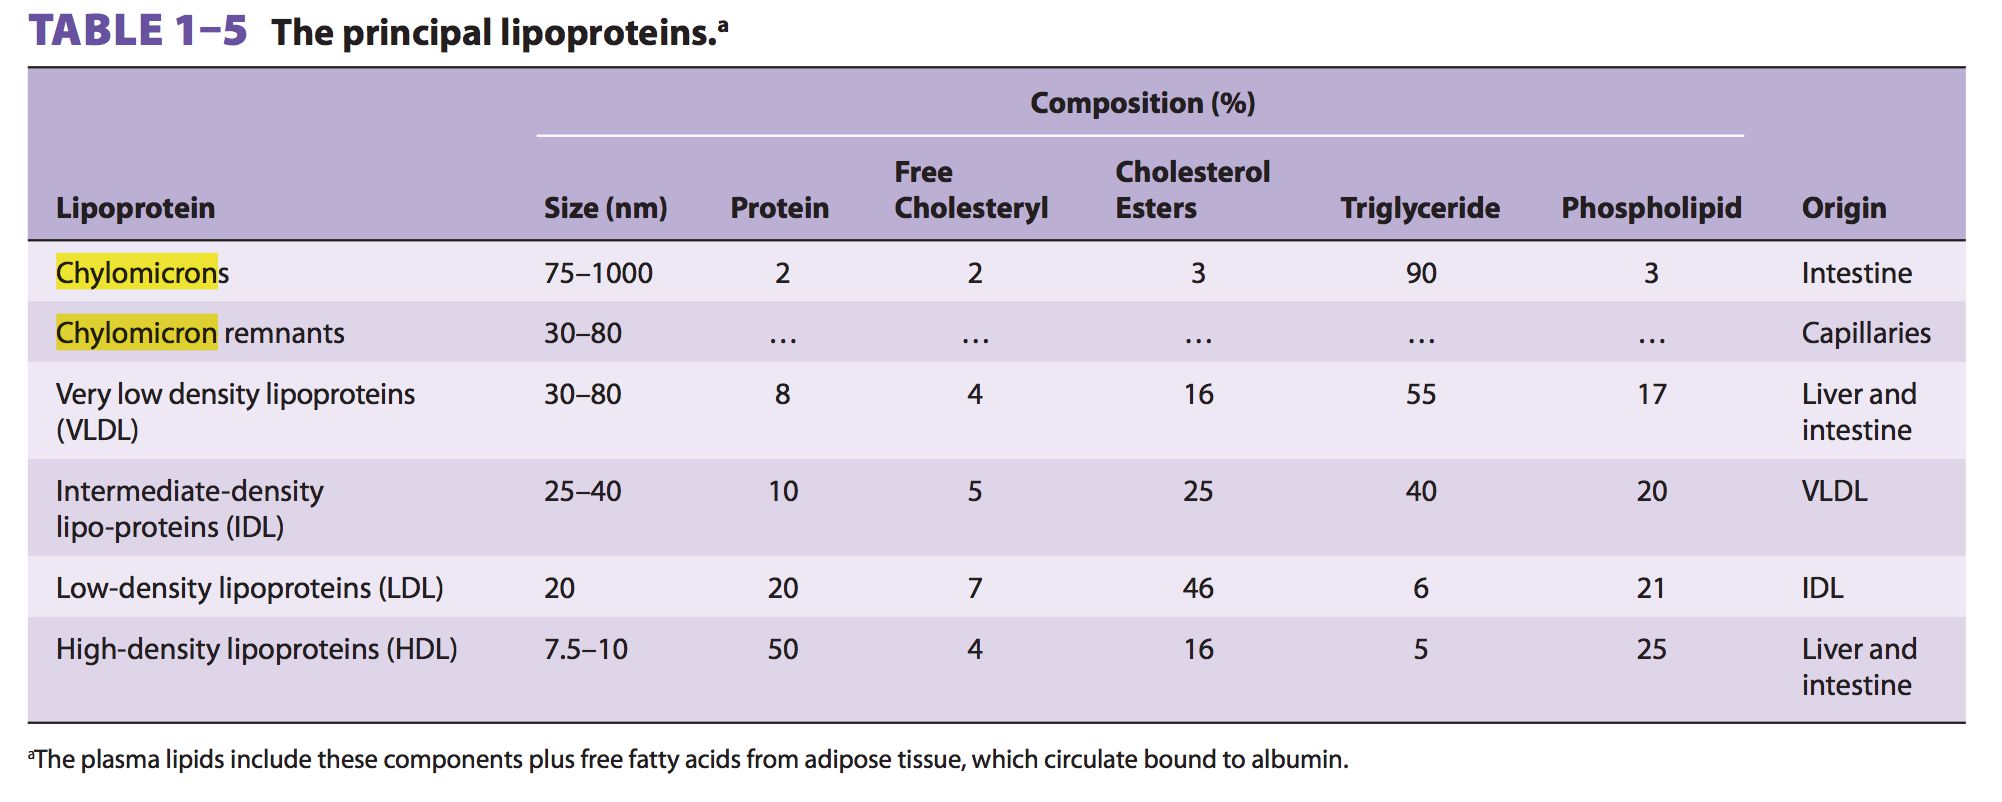 TABLE 1–5 The principal lipoproteins.a
Composition (%)
Lipoprotein Size (nm) Protein Free Cholesteryl Cholesterol Esters Triglyceride Phospholipid Origin
Chylomicrons 75–1000 2 2 3 90 3 Intestine
Chylomicron remnants 30–80 … … … … … Capillaries
Very low density lipoproteins 30–80 8 4 16 55 17 Liver and
(VLDL) intestine
Intermediate-density 25–40 10 5 25 40 20 VLDL
lipo-proteins (IDL)
Low-density lipoproteins (LDL) 20 20 7 46 6 21 IDL
High-density lipoproteins (HDL) 7.5–10 50 4 16 5 25 Liver and
intestine
aThe plasma lipids include these components plus free fatty acids from adipose tissue, which circulate bound to albumin.